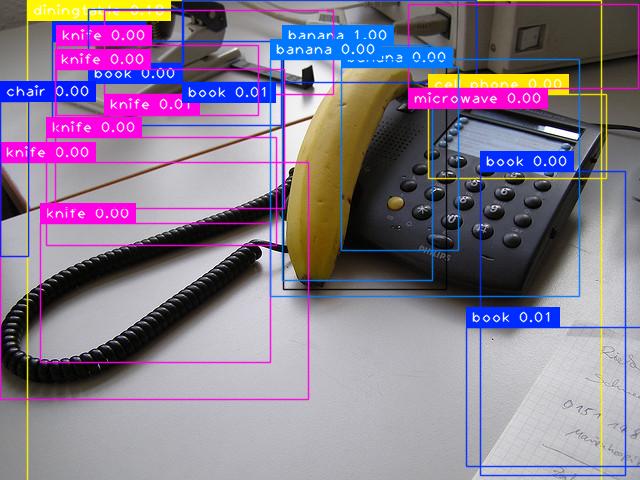 diningtable 0.10
knife 0.00
banana 1.00
banana 0.00
banana 0.00
knife 0.00
book 0.00
cell phone 0.00
chair 0.00
book 0.01
microwave 0.00
knife 0.01
knife 0.00
knife 0.00
book 0.00
knife 0.00
PHILIPS
book 0.01
0151